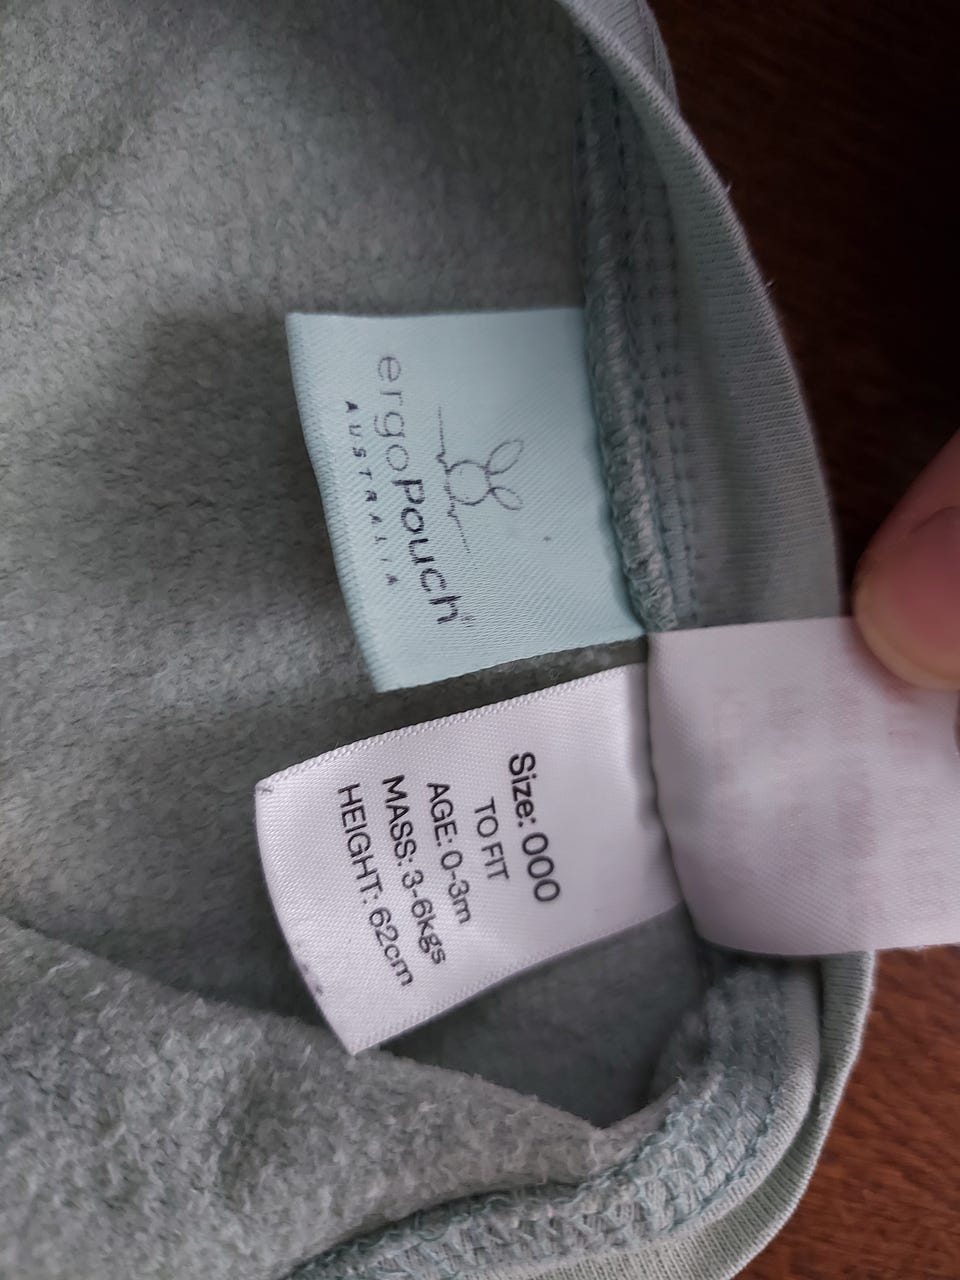 ergoPouch
AUSTRALIA
Size: 000
TO FIT
AGE: 0-3m
MASS: 3-6kgs
HEIGHT: 62cm